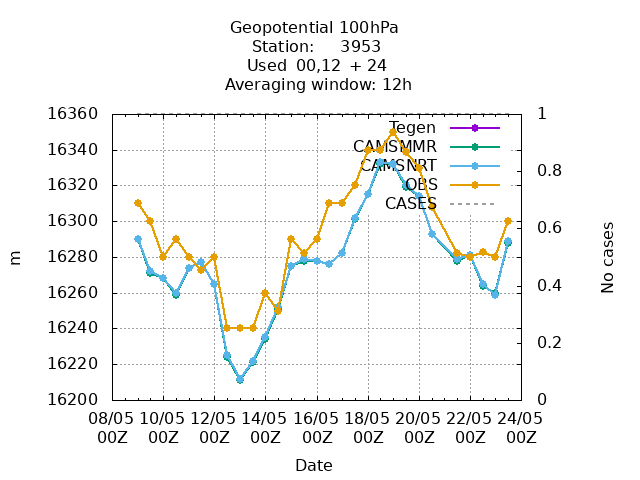 Geopotential 100hPa
Station: 3953
Used 00,12 + 24
Averaging window: 12h
16360
16340
16320
16300
16280
16260
16240
16220
16200
m
1
0.8
0.6
0.4
0.2
0
No cases
Tegen
CAMSMMR
CAMSNRT
OBS
CASES
08/05 10/05 12/05 14/05 16/05 18/05 20/05 22/05 24/05
00Z 00Z 00Z 00Z 00Z 00Z 00Z 00Z 00Z
Date